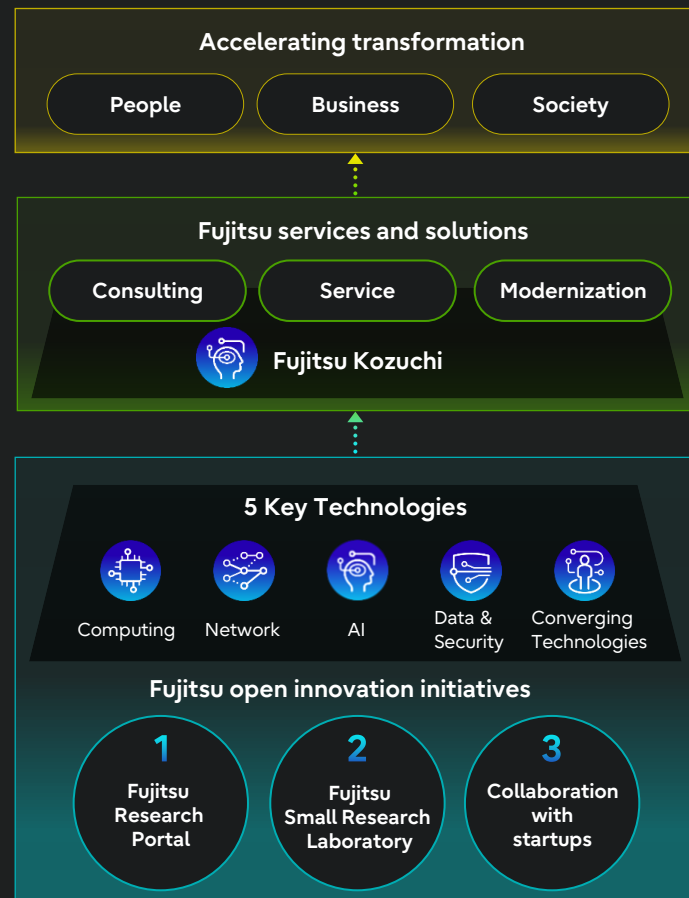 Accelerating transformation
People
Business
Society
Fujitsu services and solutions
Consulting
Service
Modernization
Fujitsu Kozuchi
5 Key Technologies
Computing
Network
AI
Data &
Security
Converging
Technologies
Fujitsu open innovation initiatives
1
Fujitsu
Research
Portal
2
Fujitsu
Small Research
Laboratory
3
Collaboration
with
startups